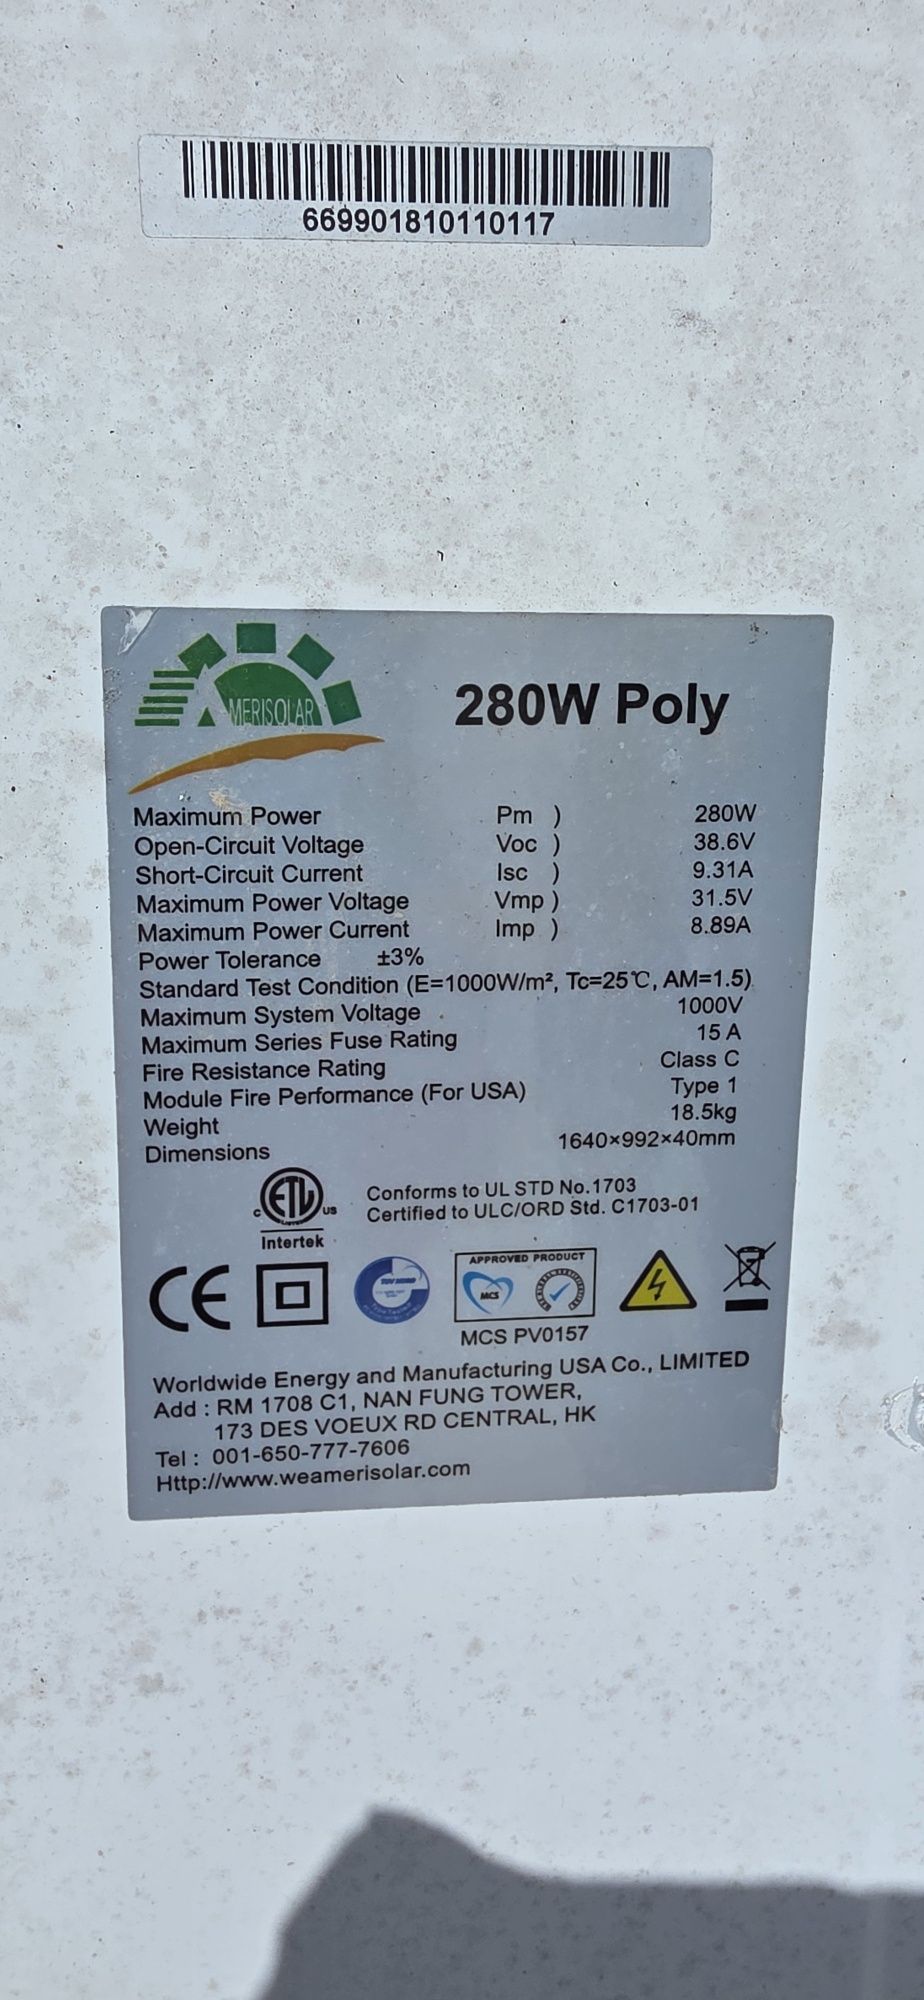 669901810110117
AMERISOLAR
280W Poly
Maximum Power Pm ) 280W
Open-Circuit Voltage Voc ) 38.6V
Short-Circuit Current Isc ) 9.31A
Maximum Power Voltage Vmp ) 31.5V
Maximum Power Current Imp ) 8.89A
Power Tolerance ±3%
Standard Test Condition (E=1000W/m², Tc=25℃, AM=1.5)
Maximum System Voltage 1000V
Maximum Series Fuse Rating 15 A
Fire Resistance Rating Class C
Module Fire Performance (For USA) Type 1
Weight 18.5kg
Dimensions 1640×992×40mm
ETL
C US
Intertek
Conforms to UL STD No.1703
Certified to ULC/ORD Std. C1703-01
CE
APPROVED PRODUCT
MCS
MCS PV0157
Worldwide Energy and Manufacturing USA Co., LIMITED
Add : RM 1708 C1, NAN FUNG TOWER,
173 DES VOEUX RD CENTRAL, HK
Tel : 001-650-777-7606
Http://www.weamerisolar.com